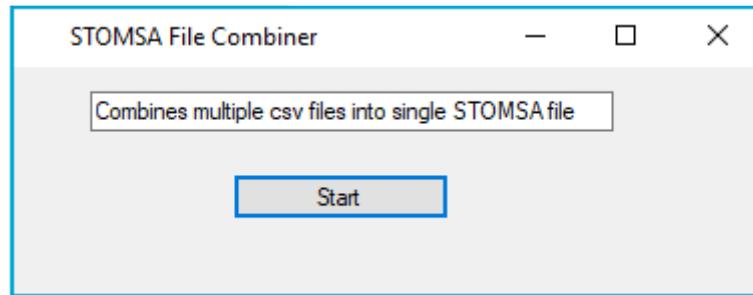 STOMSA File Combiner
Combines multiple csv files into single STOMSA file
Start